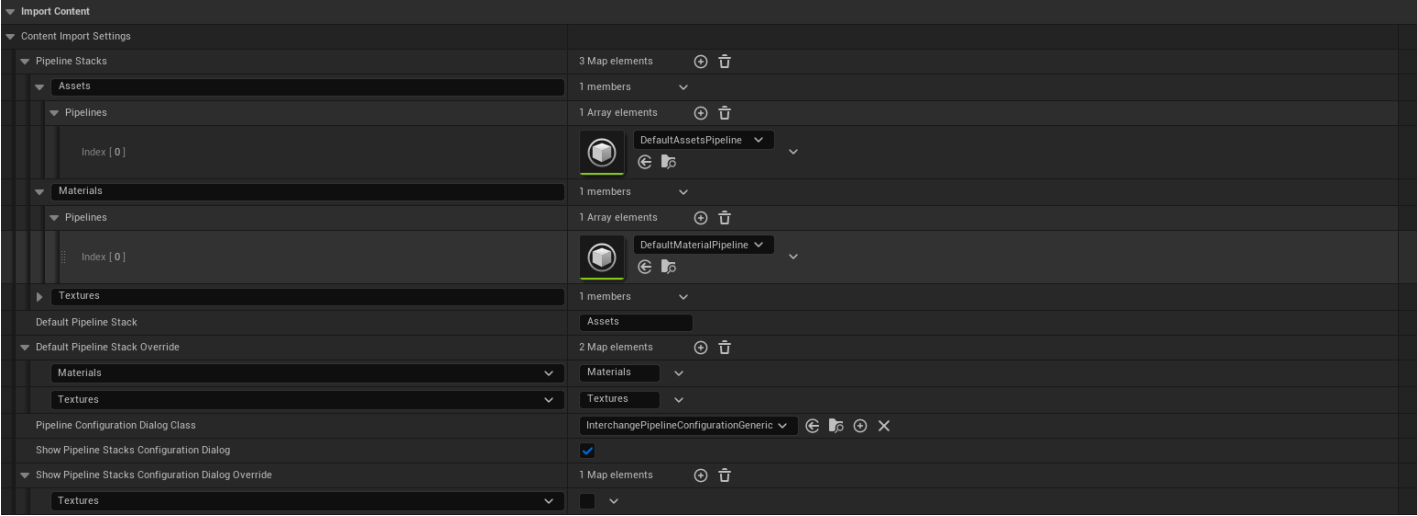 Import Content
Content Import Settings
Pipeline Stacks 3 Map elements
Assets 1 members
Pipelines 1 Array elements
DefaultAssetsPipeline
Index [ 0 ]
Materials 1 members
Pipelines 1 Array elements
DefaultMaterialPipeline
Index [ 0 ]
Textures 1 members
Default Pipeline Stack Assets
Default Pipeline Stack Override 2 Map elements
Materials Materials
Textures Textures
Pipeline Configuration Dialog Class InterchangePipelineConfigurationGeneric
Show Pipeline Stacks Configuration Dialog
Show Pipeline Stacks Configuration Dialog Override 1 Map elements
Textures